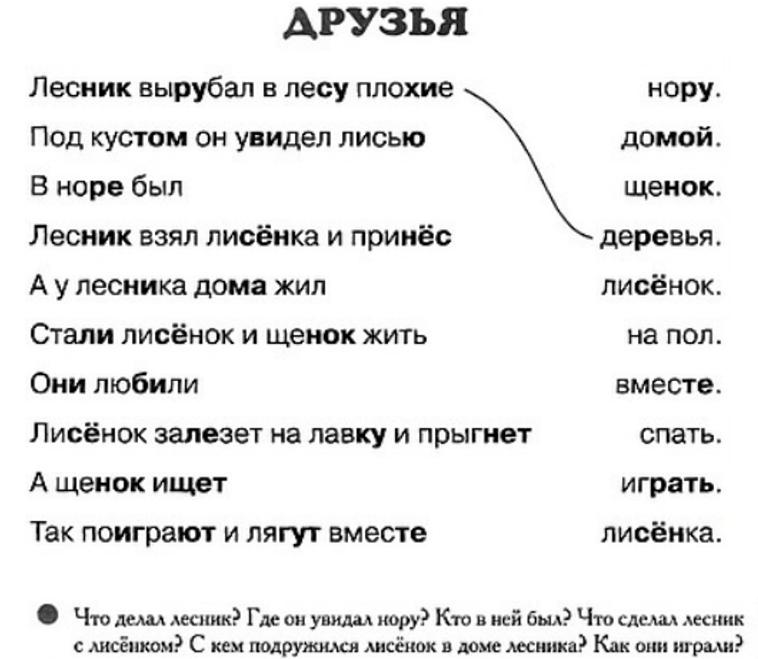 ДРУЗЬЯ
Лесник вырубал в лесу плохие нору.
Под кустом он увидел лисью домой.
В норе был щенок.
Лесник взял лисёнка и принёс деревья.
А у лесника дома жил лисёнок.
Стали лисёнок и щенок жить на пол.
Они любили вместе.
Лисёнок залезет на лавку и прыгнет спать.
А щенок ищет играть.
Так поиграют и лягут вместе лисёнка.
Что делал лесник? Где он увидал нору? Кто в ней был? Что сделал лесник
с лисёнком? С кем подружился лисёнок в доме лесника? Как они играли?